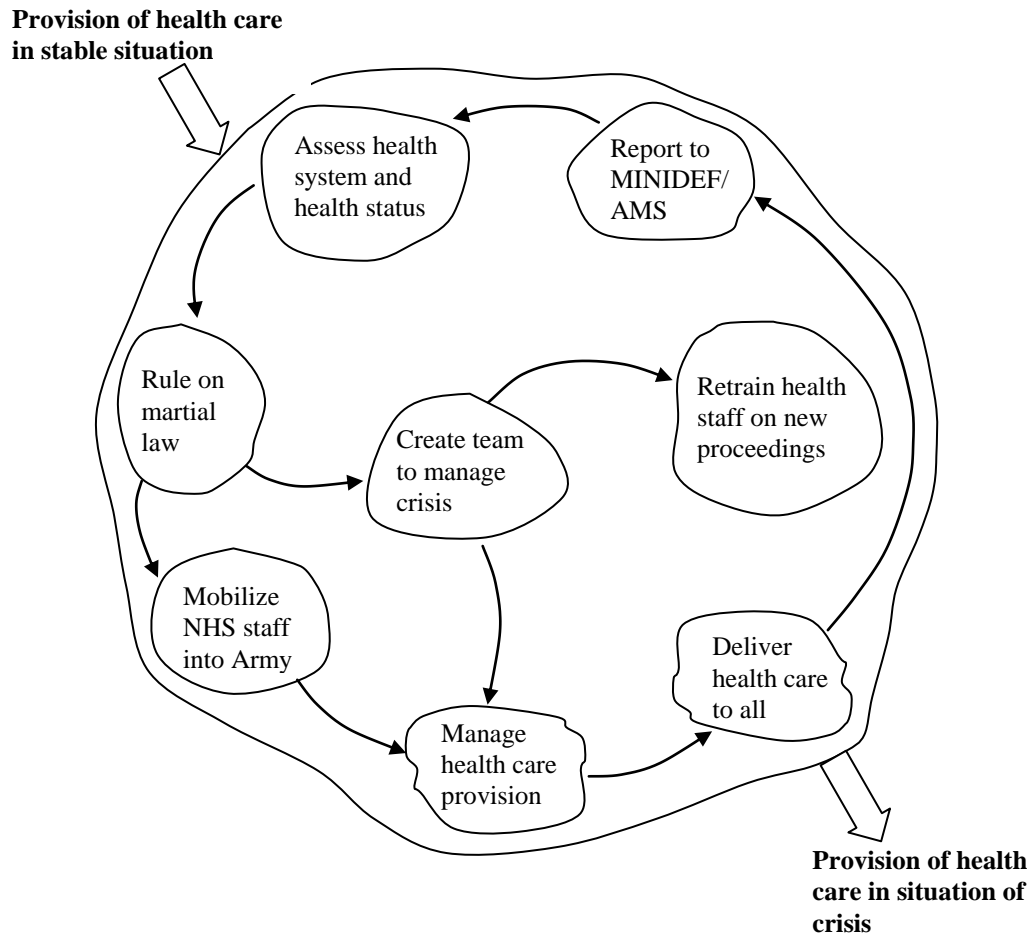 Provision of health care
in stable situation
Assess health
system and
health status
Report to
MINIDEF/
AMS
Rule on
martial
law
Create team
to manage
crisis
Retrain health
staff on new
proceedings
Mobilize
NHS staff
into Army
Manage
health care
provision
Deliver
health care
to all
Provision of health
care in situation of
crisis